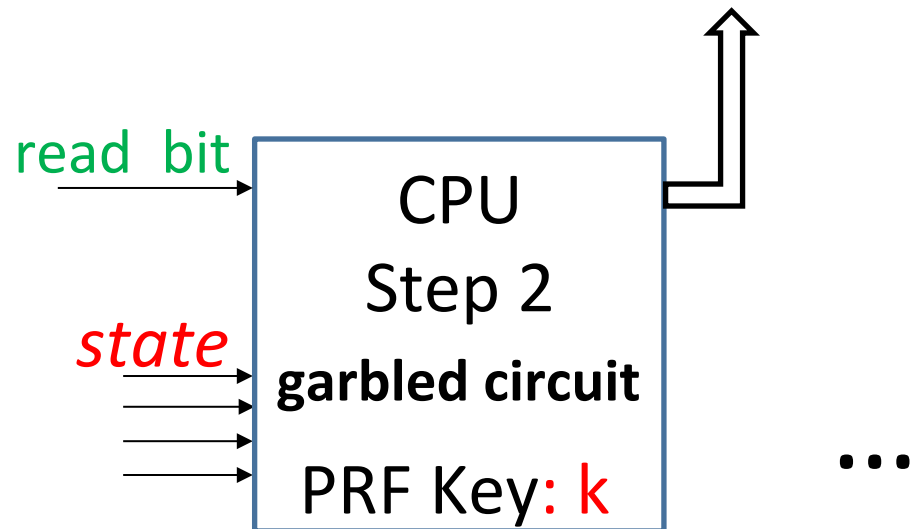 read bit
CPU
Step 2
state
garbled circuit
PRF Key: k
...